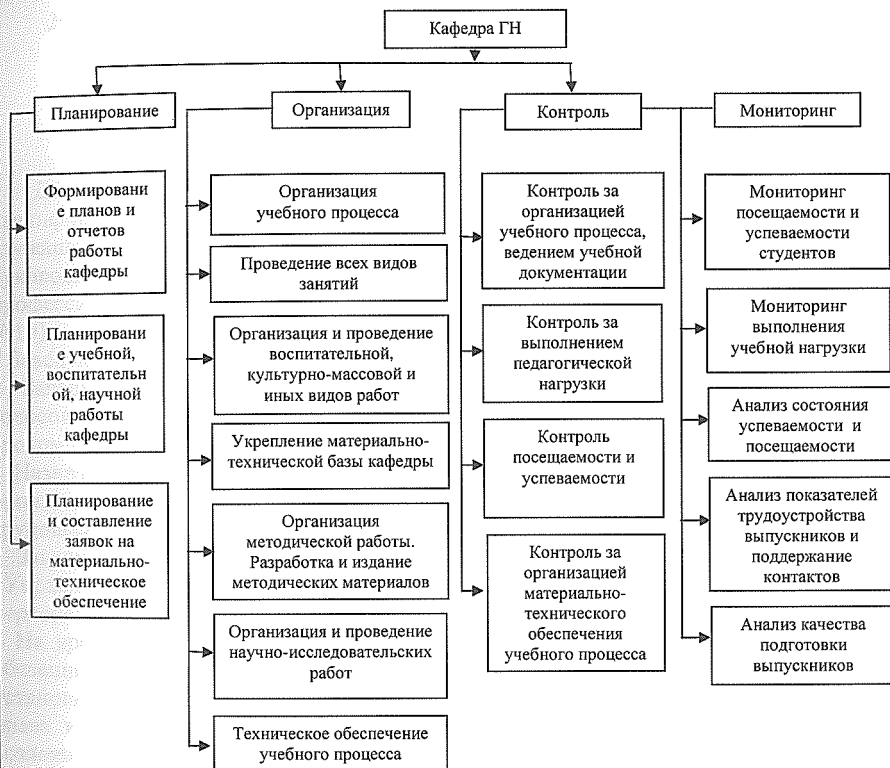 Кафедра ГН
Планирование
Организация
Контроль
Мониторинг
Формировани
е планов и
отчетов
работы
кафедры
Планировани
е учебной,
воспитательн
ой, научной
работы
кафедры
Планирование
и составление
заявок на
материально-
техническое
обеспечение
Организация
учебного процесса
Проведение всех видов
занятий
Организация и проведение
воспитательной,
культурно-массовой и
иных видов работ
Укрепление материально-
технической базы кафедры
Организация
методической работы.
Разработка и издание
методических материалов
Организация и проведение
научно-исследовательских
работ
Техническое обеспечение
учебного процесса
Контроль за
организацией
учебного процесса,
ведением учебной
документации
Контроль за
выполнением
педагогической
нагрузки
Контроль
посещаемости и
успеваемости
Контроль за
организацией
материально-
технического
обеспечения
учебного процесса
Мониторинг
посещаемости и
успеваемости
студентов
Мониторинг
выполнения
учебной нагрузки
Анализ состояния
успеваемости и
посещаемости
Анализ показателей
трудоустройства
выпускников и
поддержание
контактов
Анализ качества
подготовки
выпускников